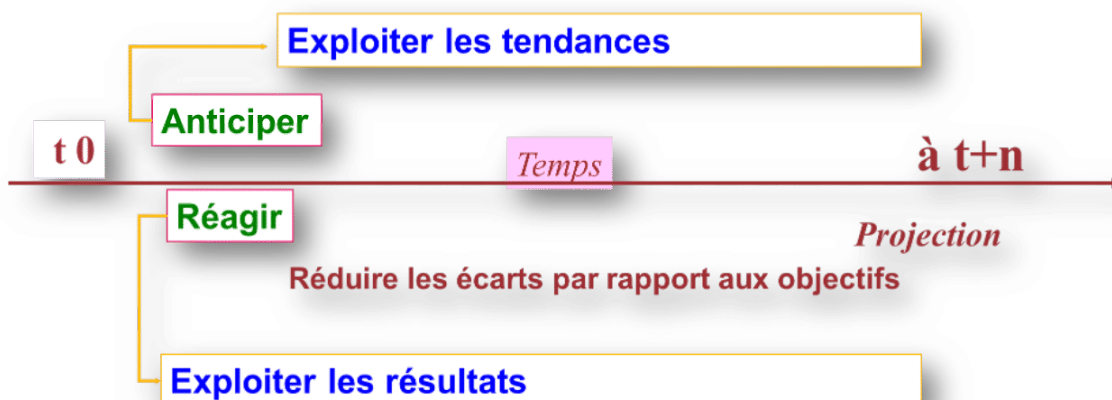 Exploiter les tendances
Anticiper
t 0
Temps
à t+n
Réagir
Projection
Réduire les écarts par rapport aux objectifs
Exploiter les résultats